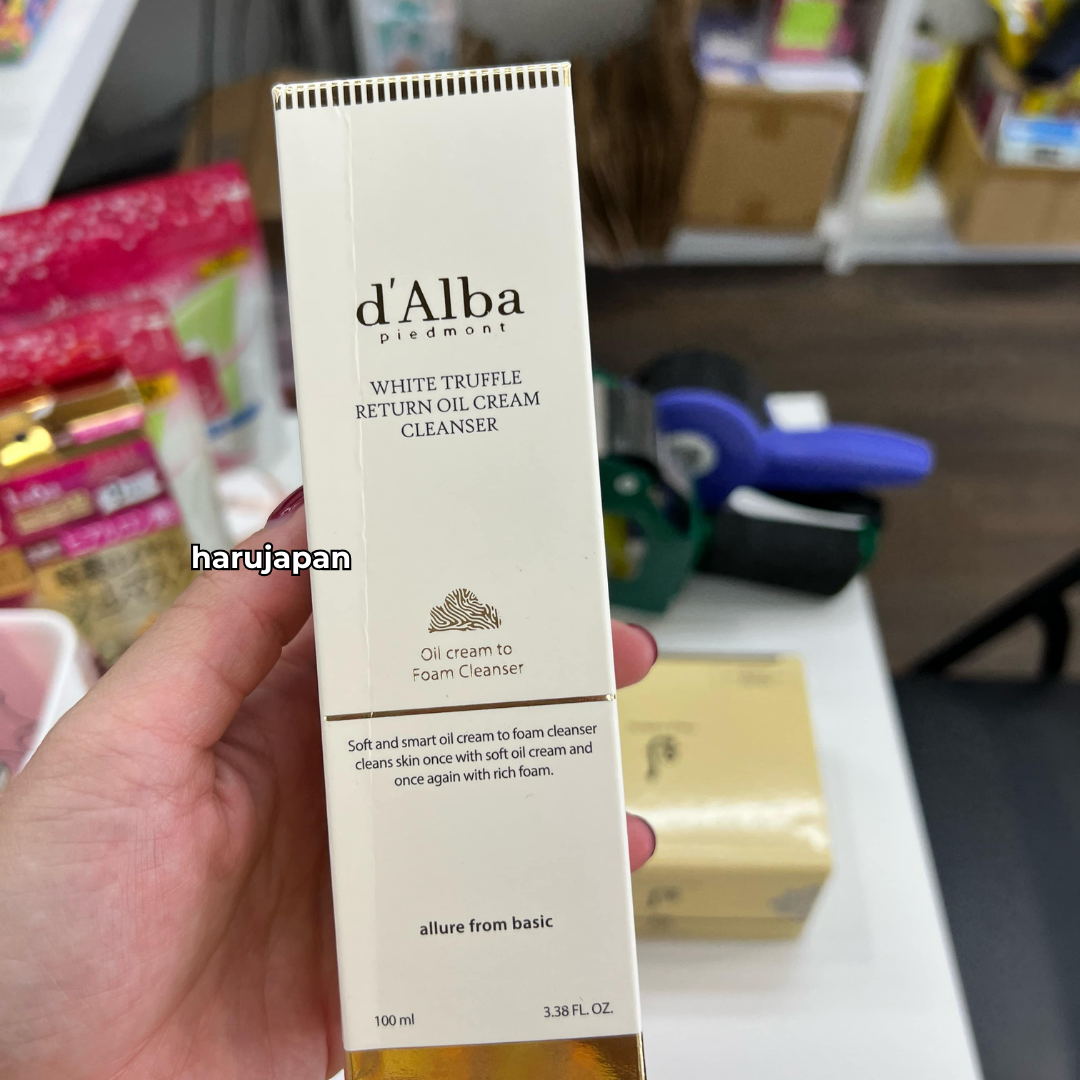 d'Alba
piedmont
WHITE TRUFFLE
RETURN OIL CREAM
CLEANSER
harujapan
Oil cream to
Foam Cleanser
Soft and smart oil cream to foam cleanser
cleans skin once with soft oil cream and
once again with rich foam.
allure from basic
100 ml
3.38 FL. OZ.